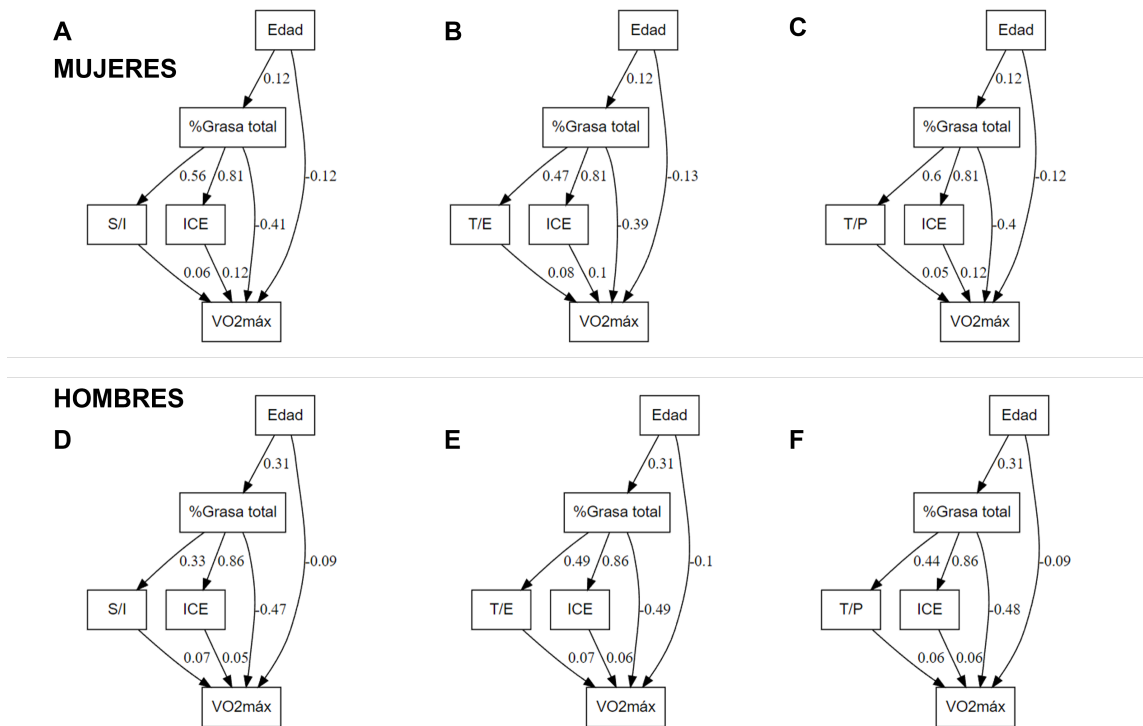 A
MUJERES
Edad
0.12
%Grasa total
0.56 0.81
-0.12
S/I
ICE
-0.41
0.06 0.12
VO2máx
B
Edad
0.12
%Grasa total
0.47 0.81
-0.13
T/E
ICE
-0.39
0.08 0.1
VO2máx
C
Edad
0.12
%Grasa total
0.6 0.81
-0.12
T/P
ICE
-0.4
0.05 0.12
VO2máx
HOMBRES
D
Edad
0.31
%Grasa total
0.33 0.86
-0.09
S/I
ICE
-0.47
0.07 0.05
VO2máx
E
Edad
0.31
%Grasa total
0.49 0.86
-0.1
T/E
ICE
-0.49
0.07 0.06
VO2máx
F
Edad
0.31
%Grasa total
0.44 0.86
-0.09
T/P
ICE
-0.48
0.06 0.06
VO2máx